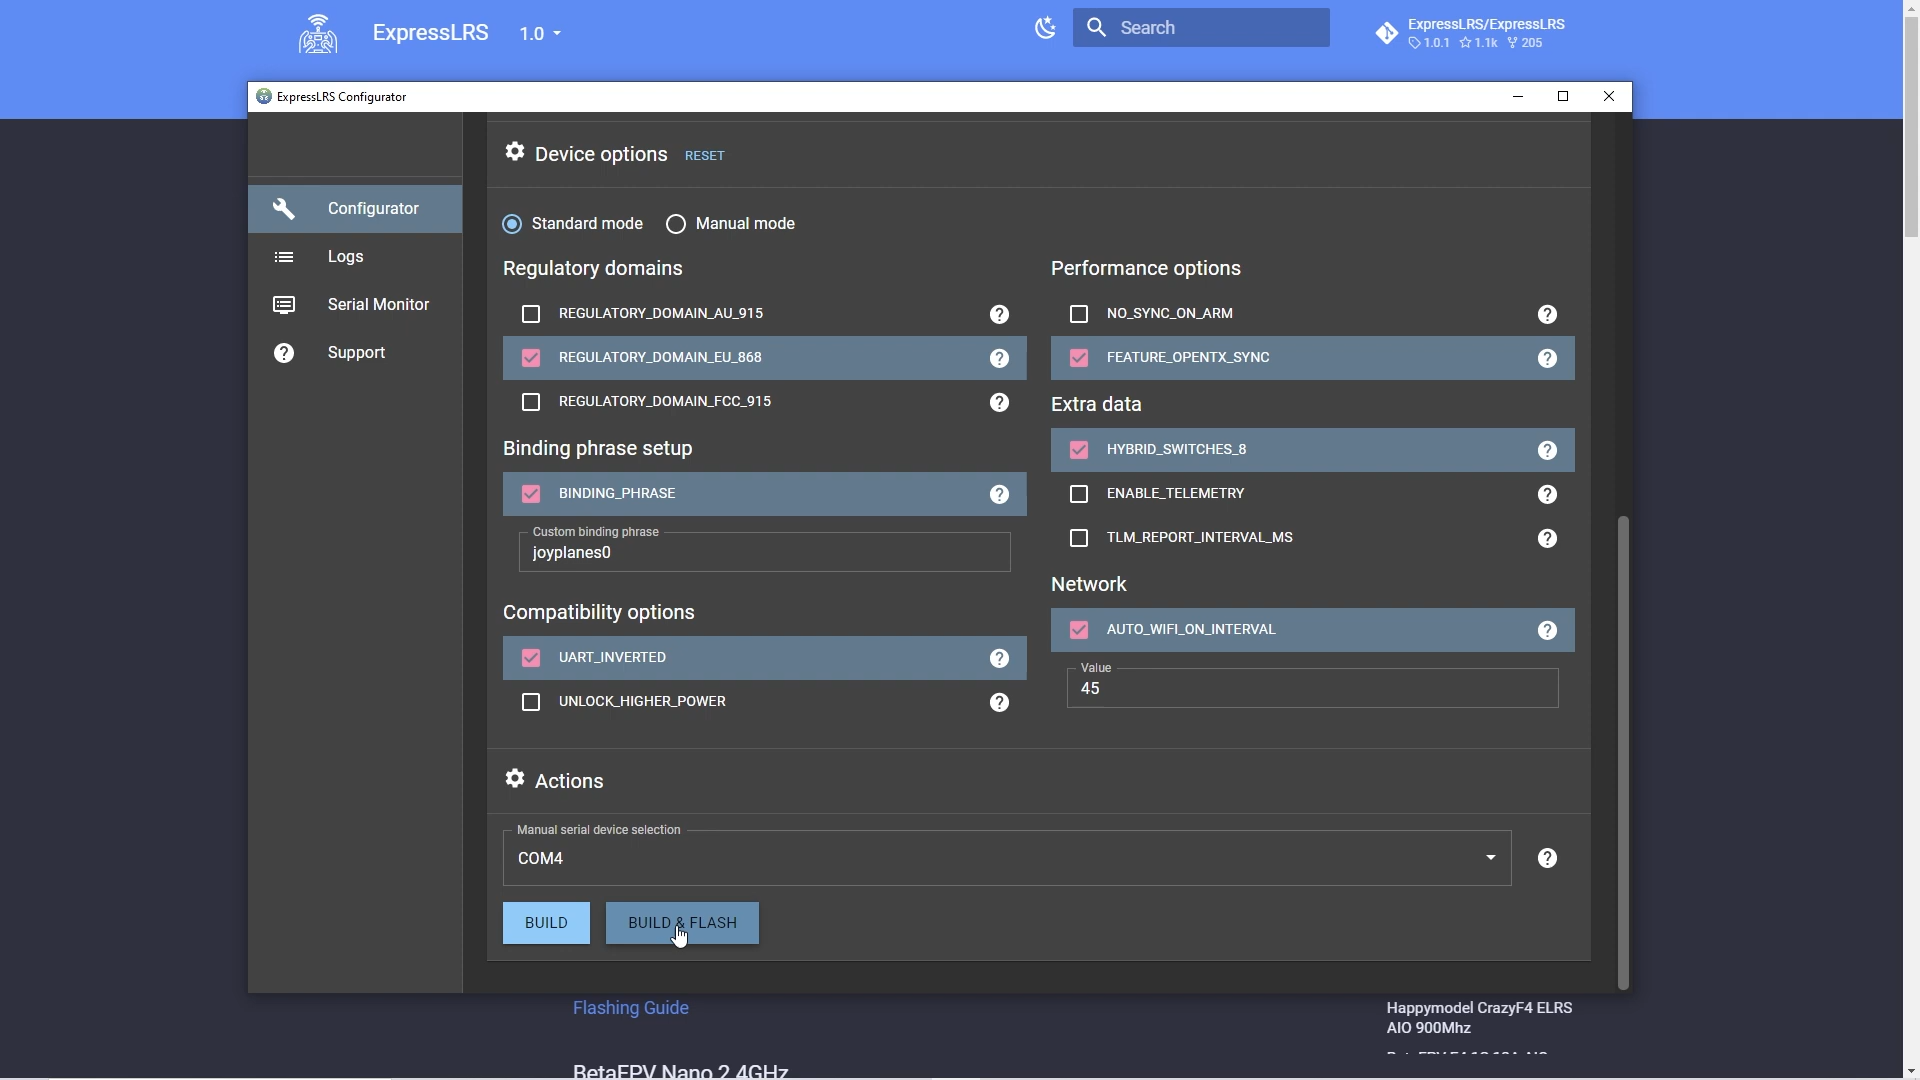 ExpressLRS
1.0
Search
ExpressLRS/ExpressLRS
1.0.1 1.1k 205
ExpressLRS Configurator
Configurator
Logs
Serial Monitor
Support
Device options RESET
Standard mode Manual mode
Regulatory domains
REGULATORY_DOMAIN_AU_915
REGULATORY_DOMAIN_EU_868
REGULATORY_DOMAIN_FCC_915
Binding phrase setup
BINDING_PHRASE
Custom binding phrase
joyplanes0
Compatibility options
UART_INVERTED
UNLOCK_HIGHER_POWER
Performance options
NO_SYNC_ON_ARM
FEATURE_OPENTX_SYNC
Extra data
HYBRID_SWITCHES_8
ENABLE_TELEMETRY
TLM_REPORT_INTERVAL_MS
Network
AUTO_WIFI_ON_INTERVAL
Value
45
Actions
Manual serial device selection
COM4
BUILD BUILD & FLASH
Flashing Guide
BetaFPV Nano 2.4GHz
Happymodel CrazyF4 ELRS
AIO 900Mhz